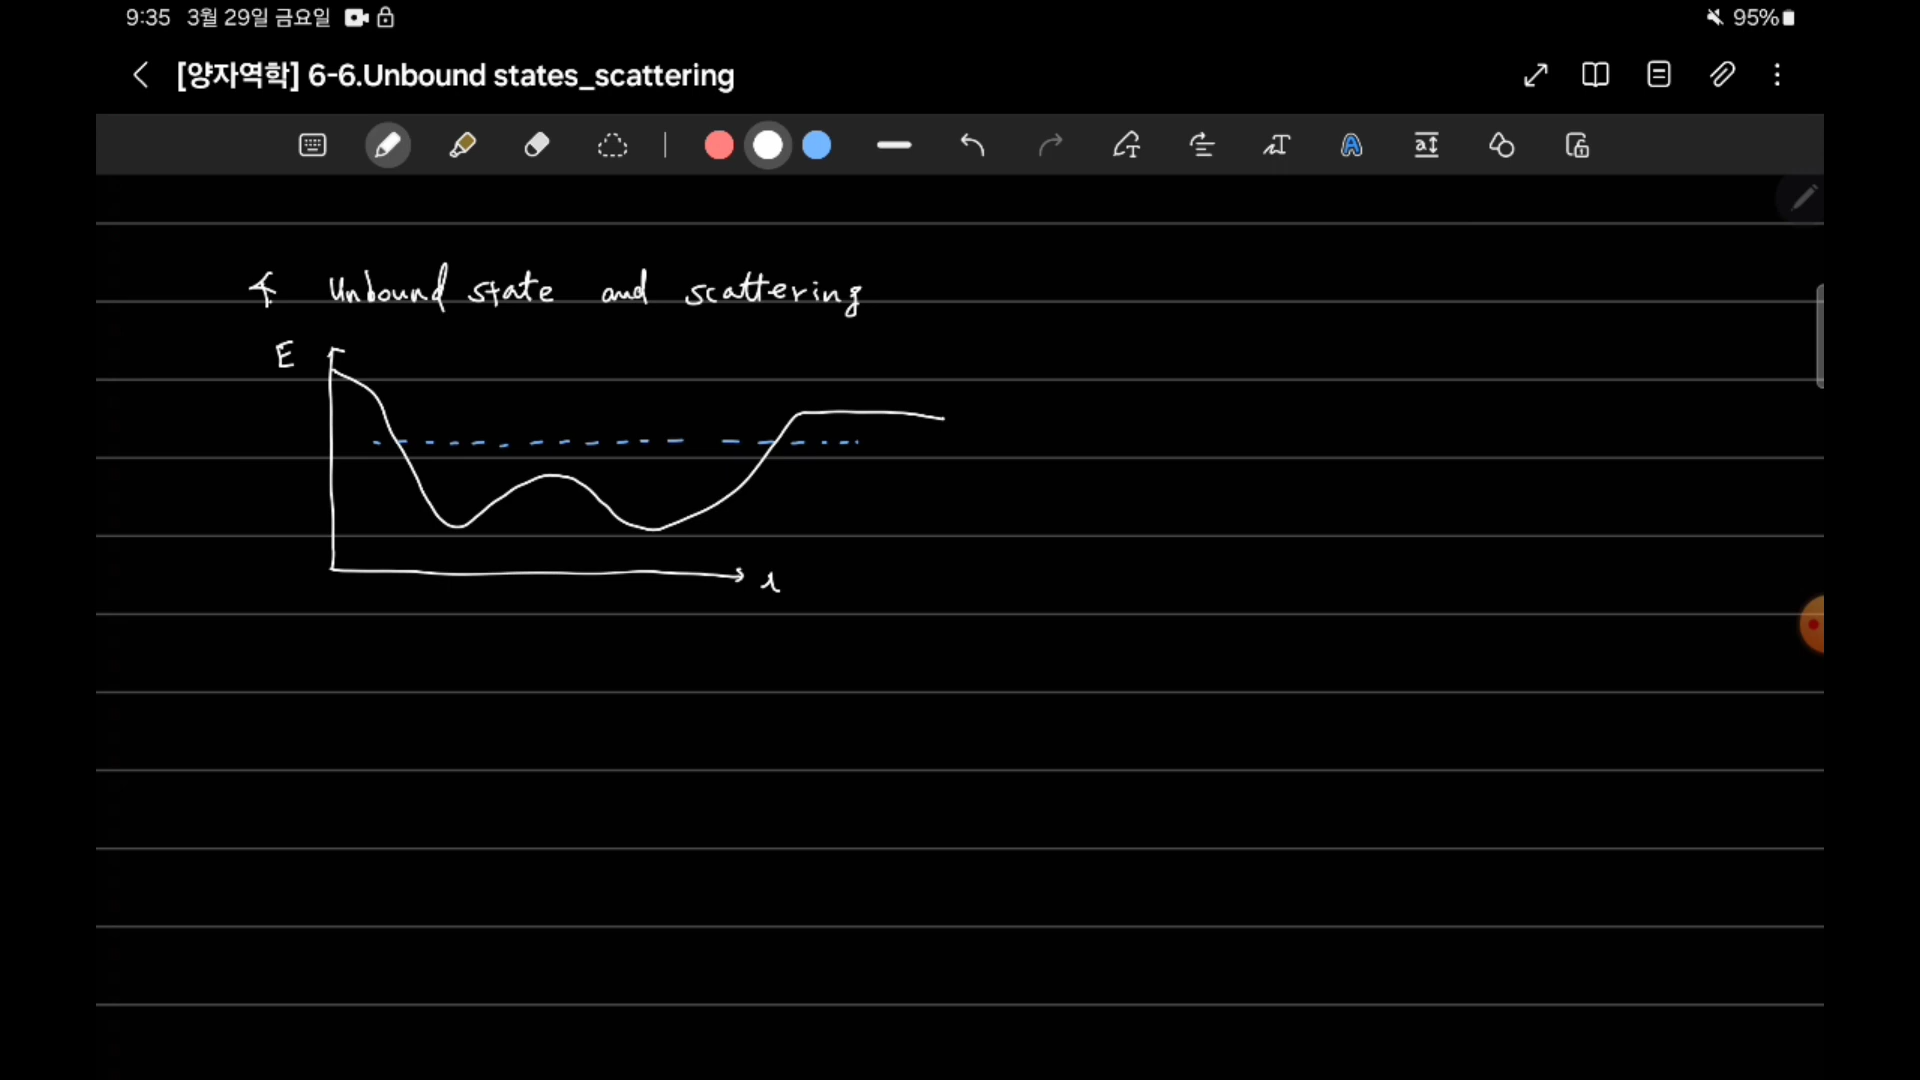 9:35 3월 29일 금요일 95%
[양자역학] 6-6.Unbound states_scattering
Unbound state and scattering
E
x